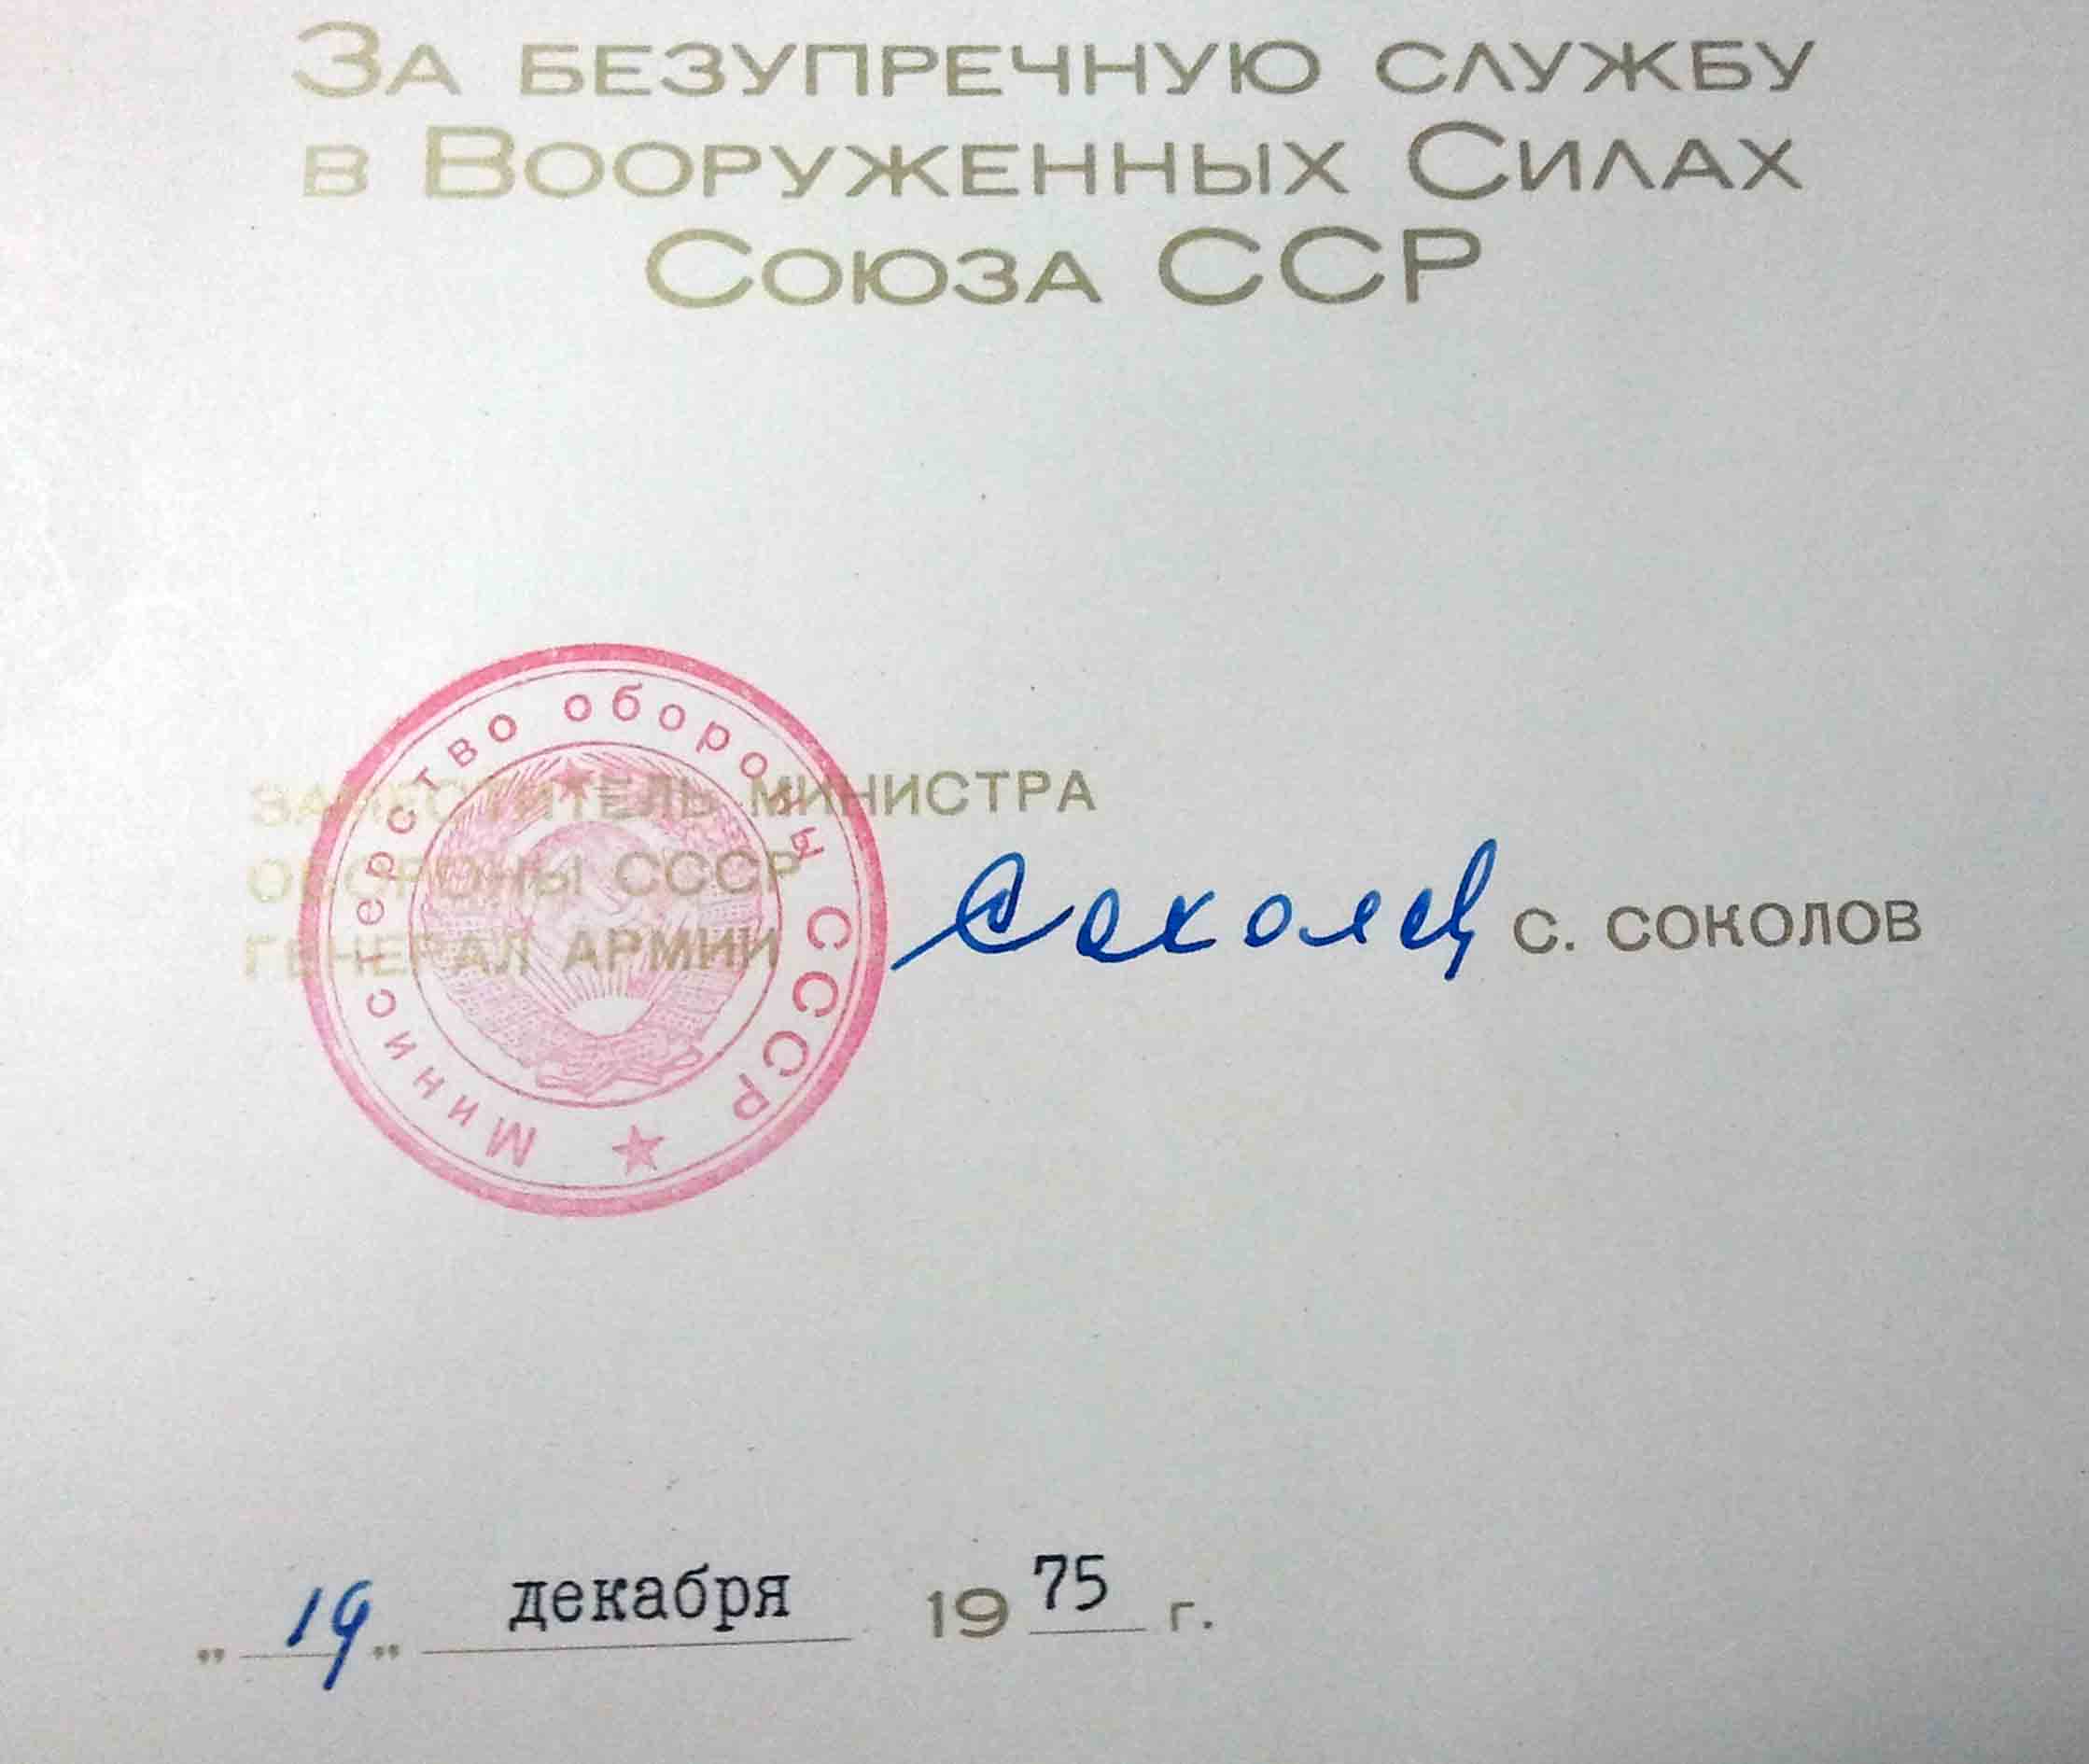 За безупречную службу
в Вооруженных Силах
Союза ССР
ЗАМЕСТИТЕЛЬ МИНИСТРА
ОБОРОНЫ СССР
ГЕНЕРАЛ АРМИИ
Соколов С. СОКОЛОВ
Министерство обороны СССР
„19„ декабря 1975 г.